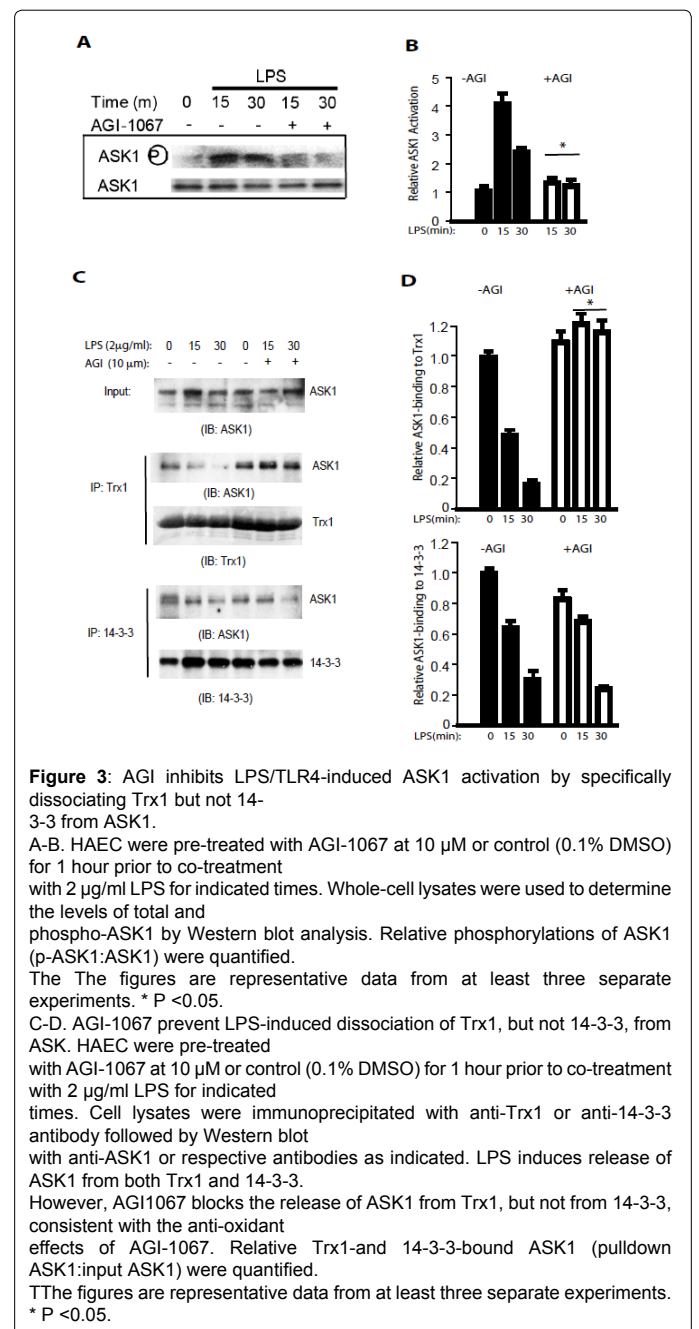 A
LPS
Time (m) 0 15 30 15 30
AGI-1067 - - - + +
ASK1 P
ASK1
B
-AGI +AGI
*
Relative ASK1 Activation
5
4
3
2
1
0
LPS(min): 0 15 30 15 30
C
LPS (2μg/ml): 0 15 30 0 15 30
AGI (10 μm) - - - - + +
Input: ASK1
(IB: ASK1)
IP: Trx1
ASK1
(IB: ASK1)
Trx1
(IB: Trx1)
IP: 14-3-3
ASK1
*
(IB: ASK1)
14-3-3
(IB: 14-3-3)
D
-AGI +AGI
*
Relative ASK1-binding to Trx1
1.2
1.0
0.8
0.6
0.4
0.2
0
LPS(min): 0 15 30 0 15 30
-AGI +AGI
Relative ASK1-binding to 14-3-3
1.2
1.0
0.8
0.6
0.4
0.2
0
LPS(min): 0 15 30 0 15 30
Figure 3: AGI inhibits LPS/TLR4-induced ASK1 activation by specifically
dissociating Trx1 but not 14-
3-3 from ASK1.
A-B. HAEC were pre-treated with AGI-1067 at 10 μM or control (0.1% DMSO)
for 1 hour prior to co-treatment
with 2 μg/ml LPS for indicated times. Whole-cell lysates were used to determine
the levels of total and
phospho-ASK1 by Western blot analysis. Relative phosphorylations of ASK1
(p-ASK1:ASK1) were quantified.
The The figures are representative data from at least three separate
experiments. * P <0.05.
C-D. AGI-1067 prevent LPS-induced dissociation of Trx1, but not 14-3-3, from
ASK. HAEC were pre-treated
with AGI-1067 at 10 μM or control (0.1% DMSO) for 1 hour prior to co-treatment
with 2 μg/ml LPS for indicated
times. Cell lysates were immunoprecipitated with anti-Trx1 or anti-14-3-3
antibody followed by Western blot
with anti-ASK1 or respective antibodies as indicated. LPS induces release of
ASK1 from both Trx1 and 14-3-3.
However, AGI1067 blocks the release of ASK1 from Trx1, but not from 14-3-3,
consistent with the anti-oxidant
effects of AGI-1067. Relative Trx1-and 14-3-3-bound ASK1 (pulldown
ASK1:input ASK1) were quantified.
TThe figures are representative data from at least three separate experiments.
* P <0.05.